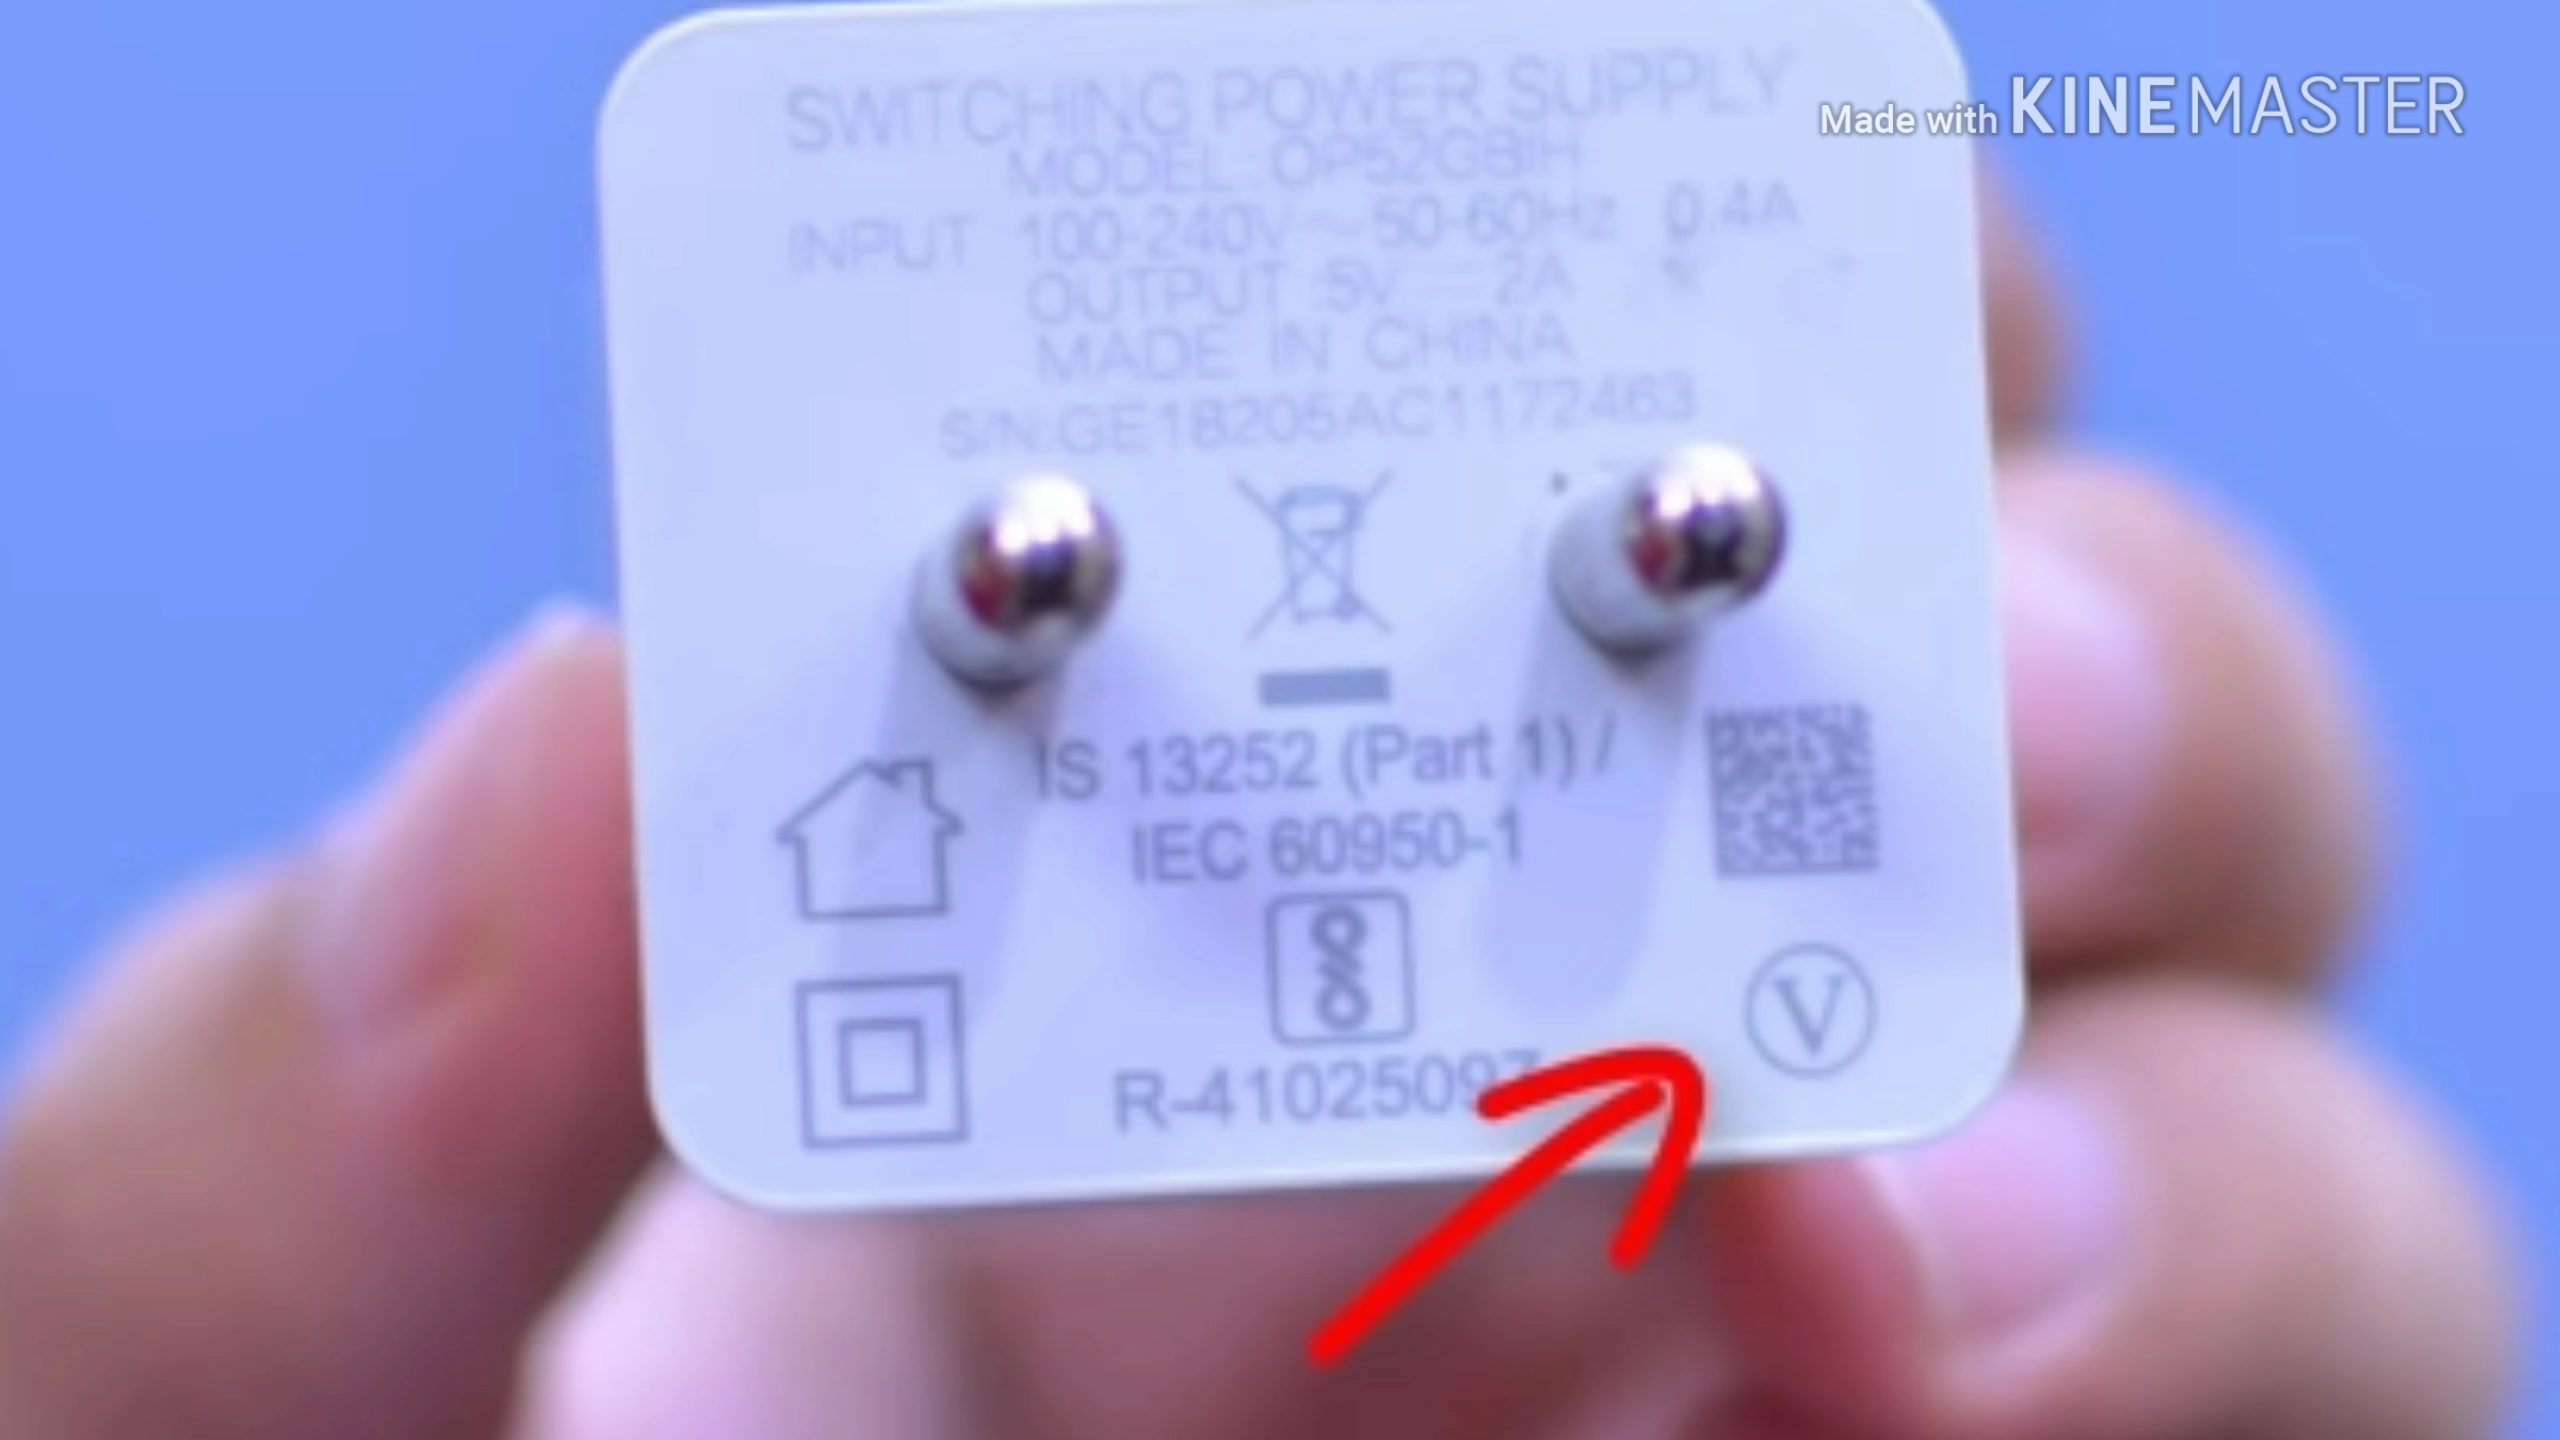 Made with KINEMASTER
SWITCHING POWER SUPPLY
MODEL: OP52GBIH
INPUT 100-240V~50-60Hz 0.4A
OUTPUT 5V 2A
MADE IN CHINA
S/N:GE18205AC1172463
IS 13252 (Part 1) /
IEC 60950-1
V
R-41025097